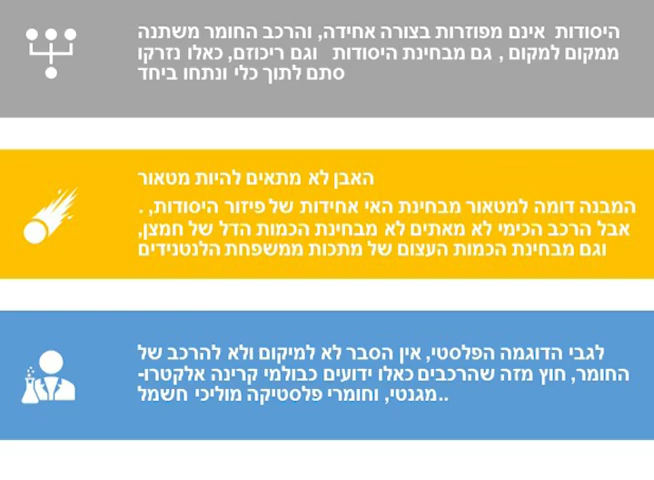 היסודות אינם מפוזרות בצורה אחידה, והרכב החומר משתנה
ממקום למקום , גם מבחינת היסודות וגם ריכוזם, כאלו נזרקו
סתם לתוך כלי ונתחו ביחד
האבן לא מתאים להיות מטאור
המבנה דומה למטאור מבחינת האי אחידות של פיזור היסודות, .
אבל הרכב הכימי לא מאתים לא מבחינת הכמות הדל של חמצן,
וגם מבחינת הכמות העצום של מתכות ממשפחת הלנטנידים
לגבי הדוגמה הפלסטי, אין הסבר לא למיקום ולא להרכב של
החומר, חוץ מזה שהרכבים כאלו ידועים כבולמי קרינה אלקטרו-
מגנטי, וחומרי פלסטיקה מוליכי חשמל..